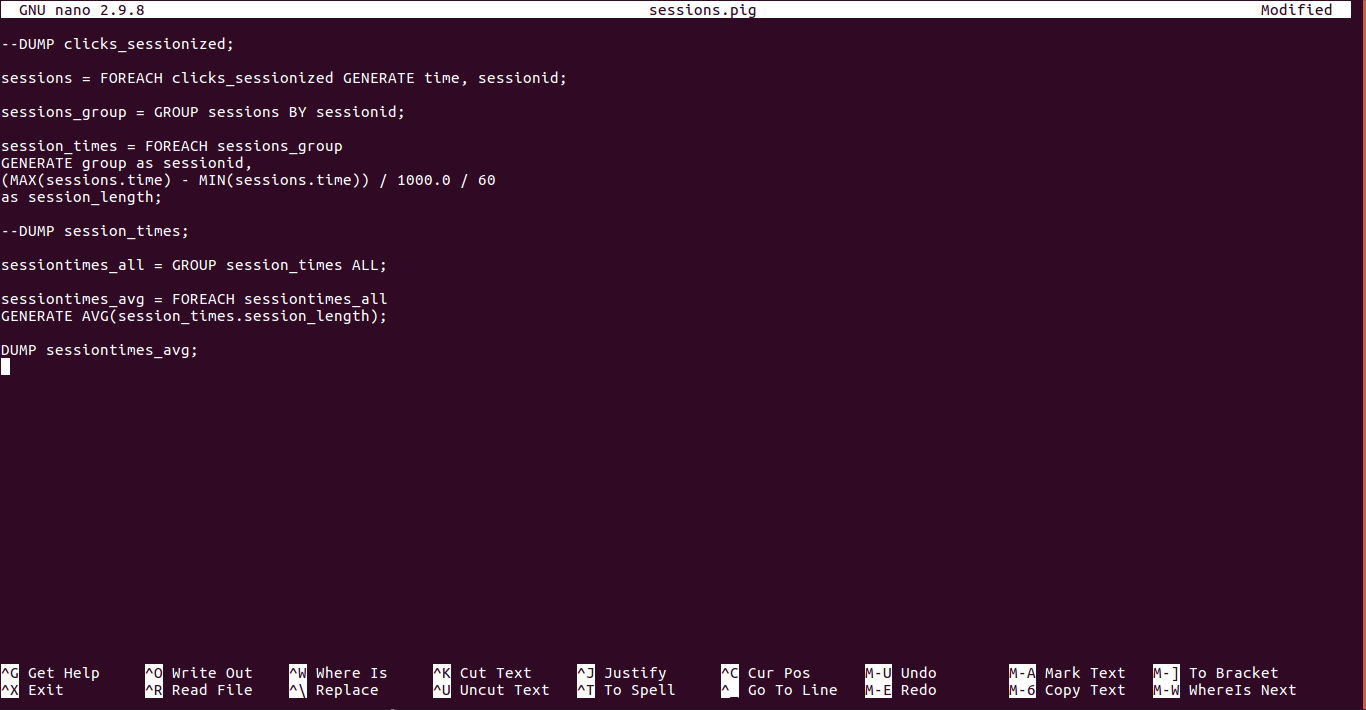 GNU nano 2.9.8 sessions.pig Modified
--DUMP clicks_sessionized;
sessions = FOREACH clicks_sessionized GENERATE time, sessionid;
sessions_group = GROUP sessions BY sessionid;
session_times = FOREACH sessions_group
GENERATE group as sessionid,
(MAX(sessions.time) - MIN(sessions.time)) / 1000.0 / 60
as session_length;
--DUMP session_times;
sessiontimes_all = GROUP session_times ALL;
sessiontimes_avg = FOREACH sessiontimes_all
GENERATE AVG(session_times.session_length);
DUMP sessiontimes_avg;
^G Get Help ^O Write Out ^W Where Is ^K Cut Text ^J Justify ^C Cur Pos M-U Undo M-A Mark Text M-] To Bracket
^X Exit ^R Read File ^\ Replace ^U Uncut Text ^T To Spell ^_ Go To Line M-E Redo M-6 Copy Text M-W WhereIs Next